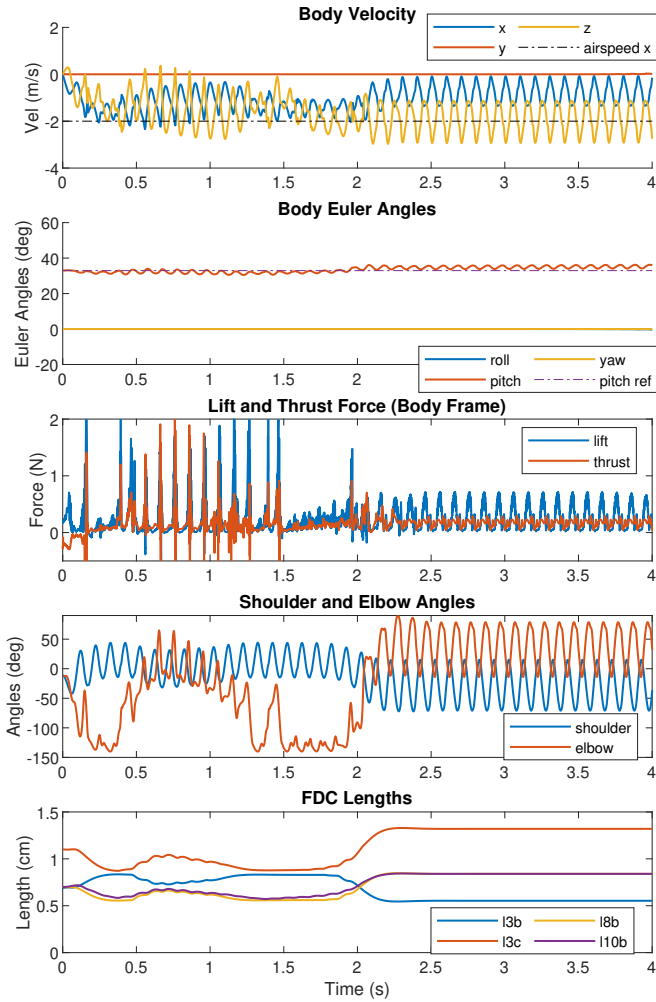 Body Velocity
x z
y airspeed x
Vel (m/s)
0
-2
-4
0 0.5 1 1.5 2 2.5 3 3.5 4
Body Euler Angles
Euler Angles (deg)
60
40
20
0
-20
roll yaw
pitch pitch ref
0 0.5 1 1.5 2 2.5 3 3.5 4
Lift and Thrust Force (Body Frame)
Force (N)
2
1
0
lift
thrust
0 0.5 1 1.5 2 2.5 3 3.5 4
Shoulder and Elbow Angles
Angles (deg)
50
0
-50
-100
-150
shoulder
elbow
0 0.5 1 1.5 2 2.5 3 3.5 4
FDC Lengths
Length (cm)
1.5
1
0.5
0
l3b l8b
l3c l10b
0 0.5 1 1.5 2 2.5 3 3.5 4
Time (s)